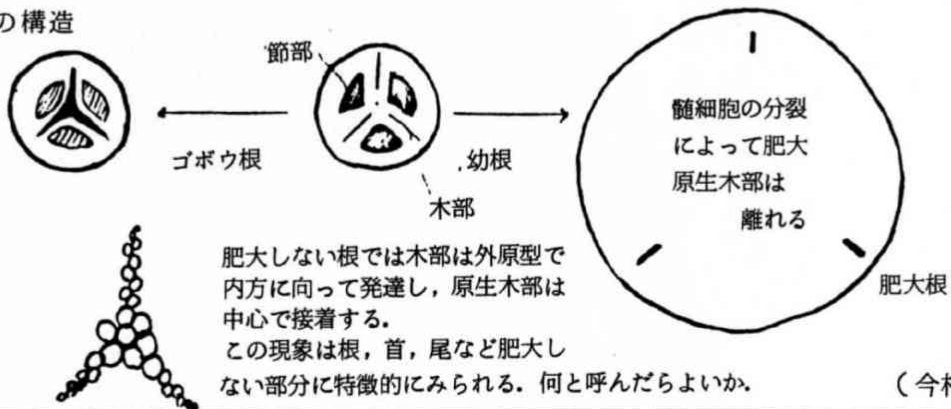 の構造
節部
ゴボウ根
幼根
木部
髄細胞の分裂
によって肥大
原生木部は
離れる
肥大根
肥大しない根では木部は外原型で
内方に向って発達し，原生木部は
中心で接着する．
この現象は根，首，尾など肥大し
ない部分に特徴的にみられる．何と呼んだらよいか．
（今